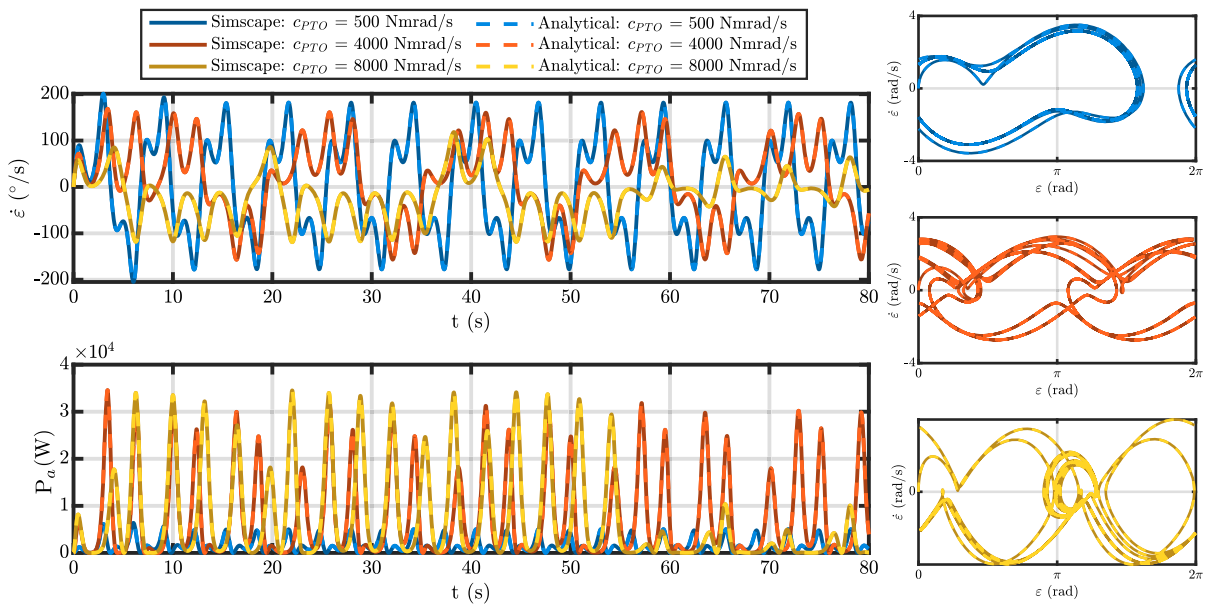 Simscape: c_PTO = 500 Nmrad/s
Analytical: c_PTO = 500 Nmrad/s
Simscape: c_PTO = 4000 Nmrad/s
Analytical: c_PTO = 4000 Nmrad/s
Simscape: c_PTO = 8000 Nmrad/s
Analytical: c_PTO = 8000 Nmrad/s
200
100
0
-100
-200
ε̇ (°/s)
0 10 20 30 40 50 60 70 80
t (s)
×10⁴
4
3
2
1
0
P_a (W)
0 10 20 30 40 50 60 70 80
t (s)
4
0
-4
ε̇ (rad/s)
0 π 2π
ε (rad)
4
0
-4
ε̇ (rad/s)
0 π 2π
ε (rad)
0
ε̇ (rad/s)
0 π 2π
ε (rad)